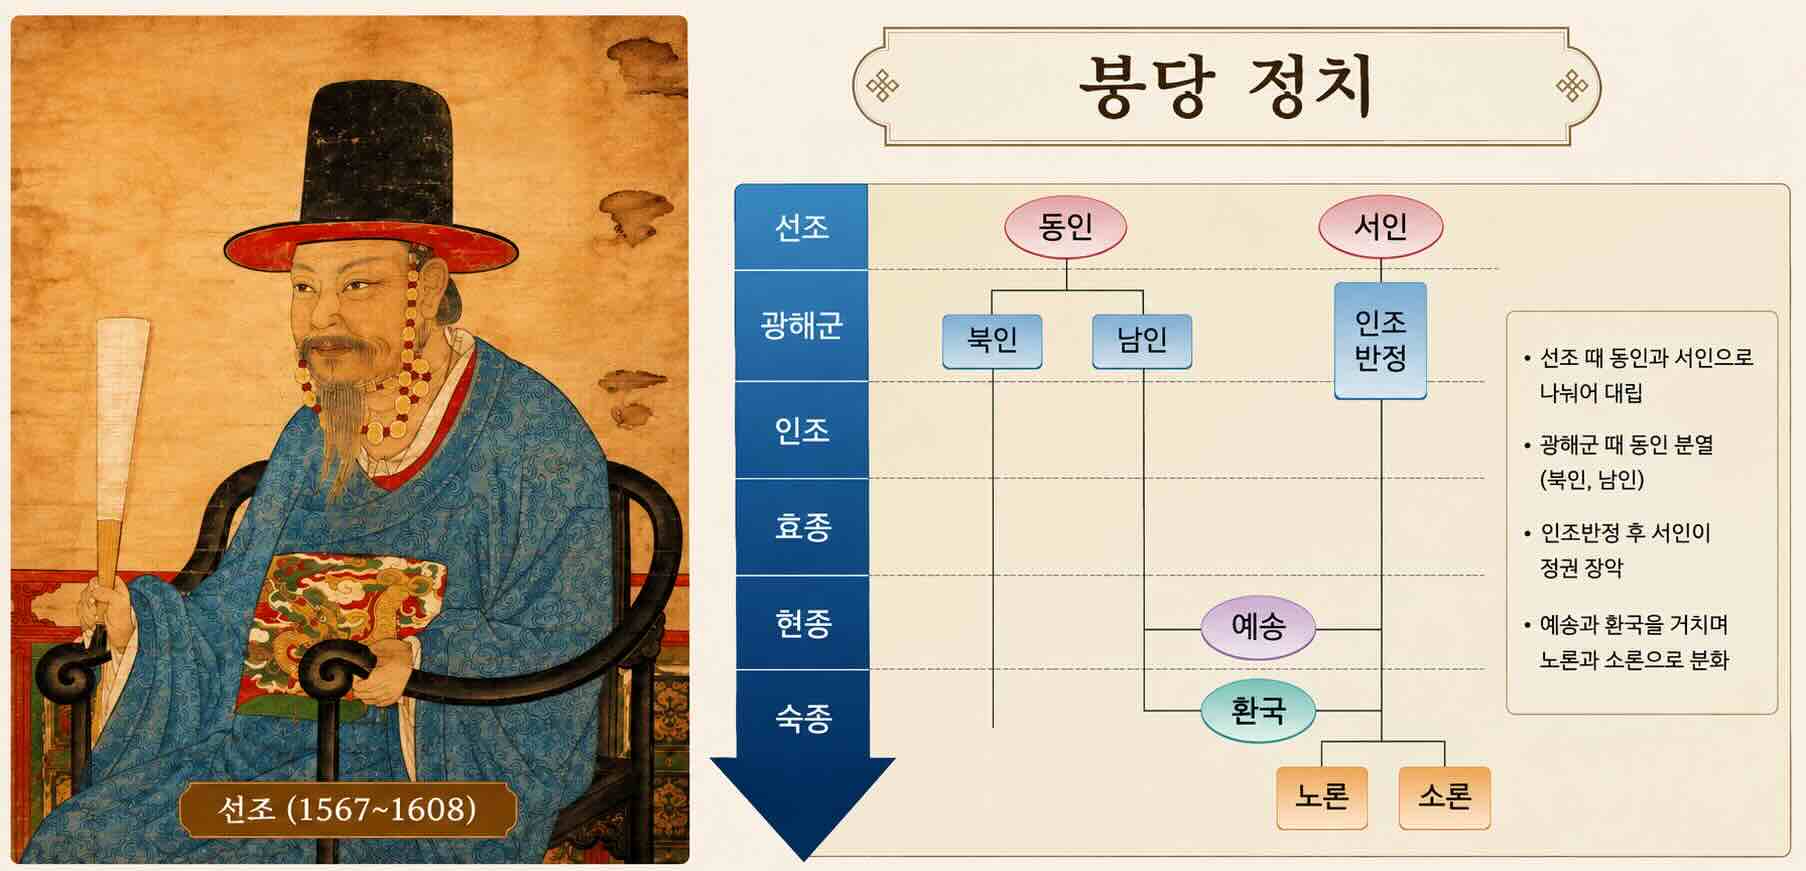 붕당 정치
선조 (1567~1608)
선조
동인
서인
광해군
북인
남인
인조
반정
인조
효종
현종
예송
숙종
환국
노론
소론
• 선조 때 동인과 서인으로
나눠어 대립
• 광해군 때 동인 분열
(북인, 남인)
• 인조반정 후 서인이
정권 장악
• 예송과 환국을 거치며
노론과 소론으로 분화